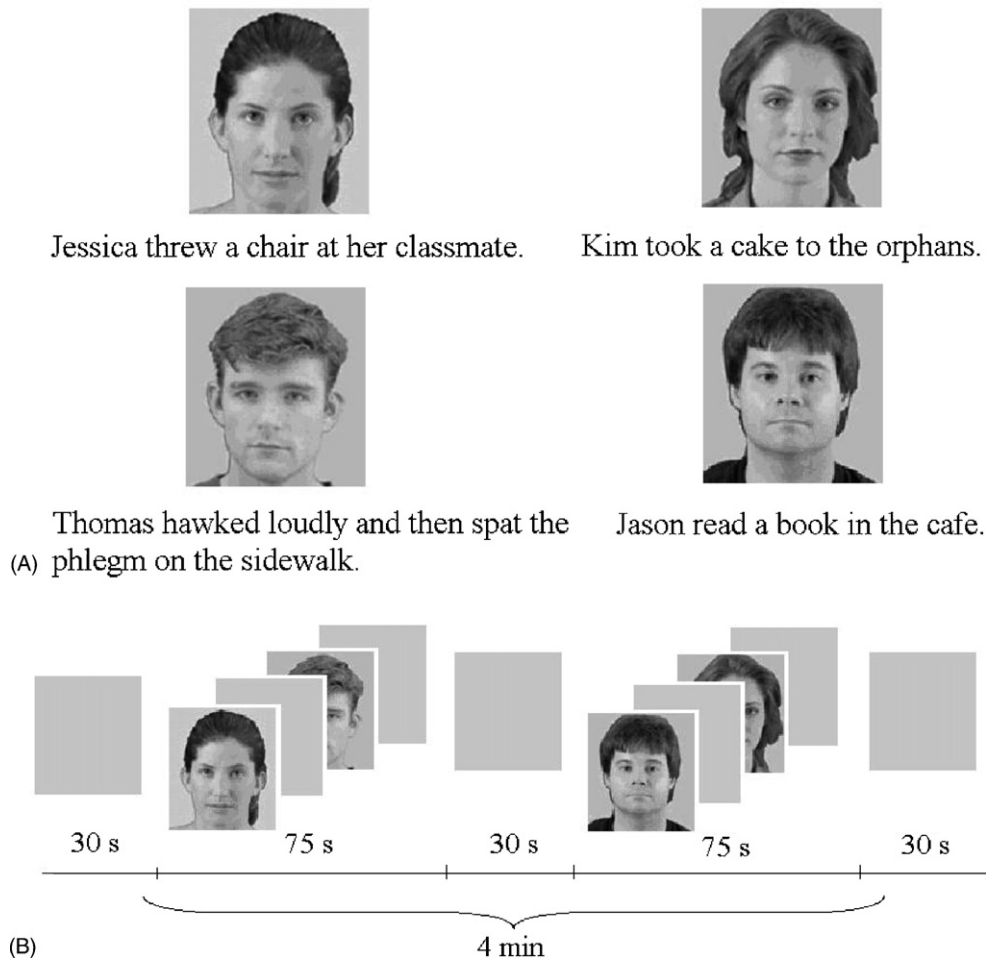 Jessica threw a chair at her classmate.
Kim took a cake to the orphans.
Thomas hawked loudly and then spat the
phlegm on the sidewalk.
Jason read a book in the cafe.
(A)
30 s
75 s
30 s
75 s
30 s
4 min
(B)